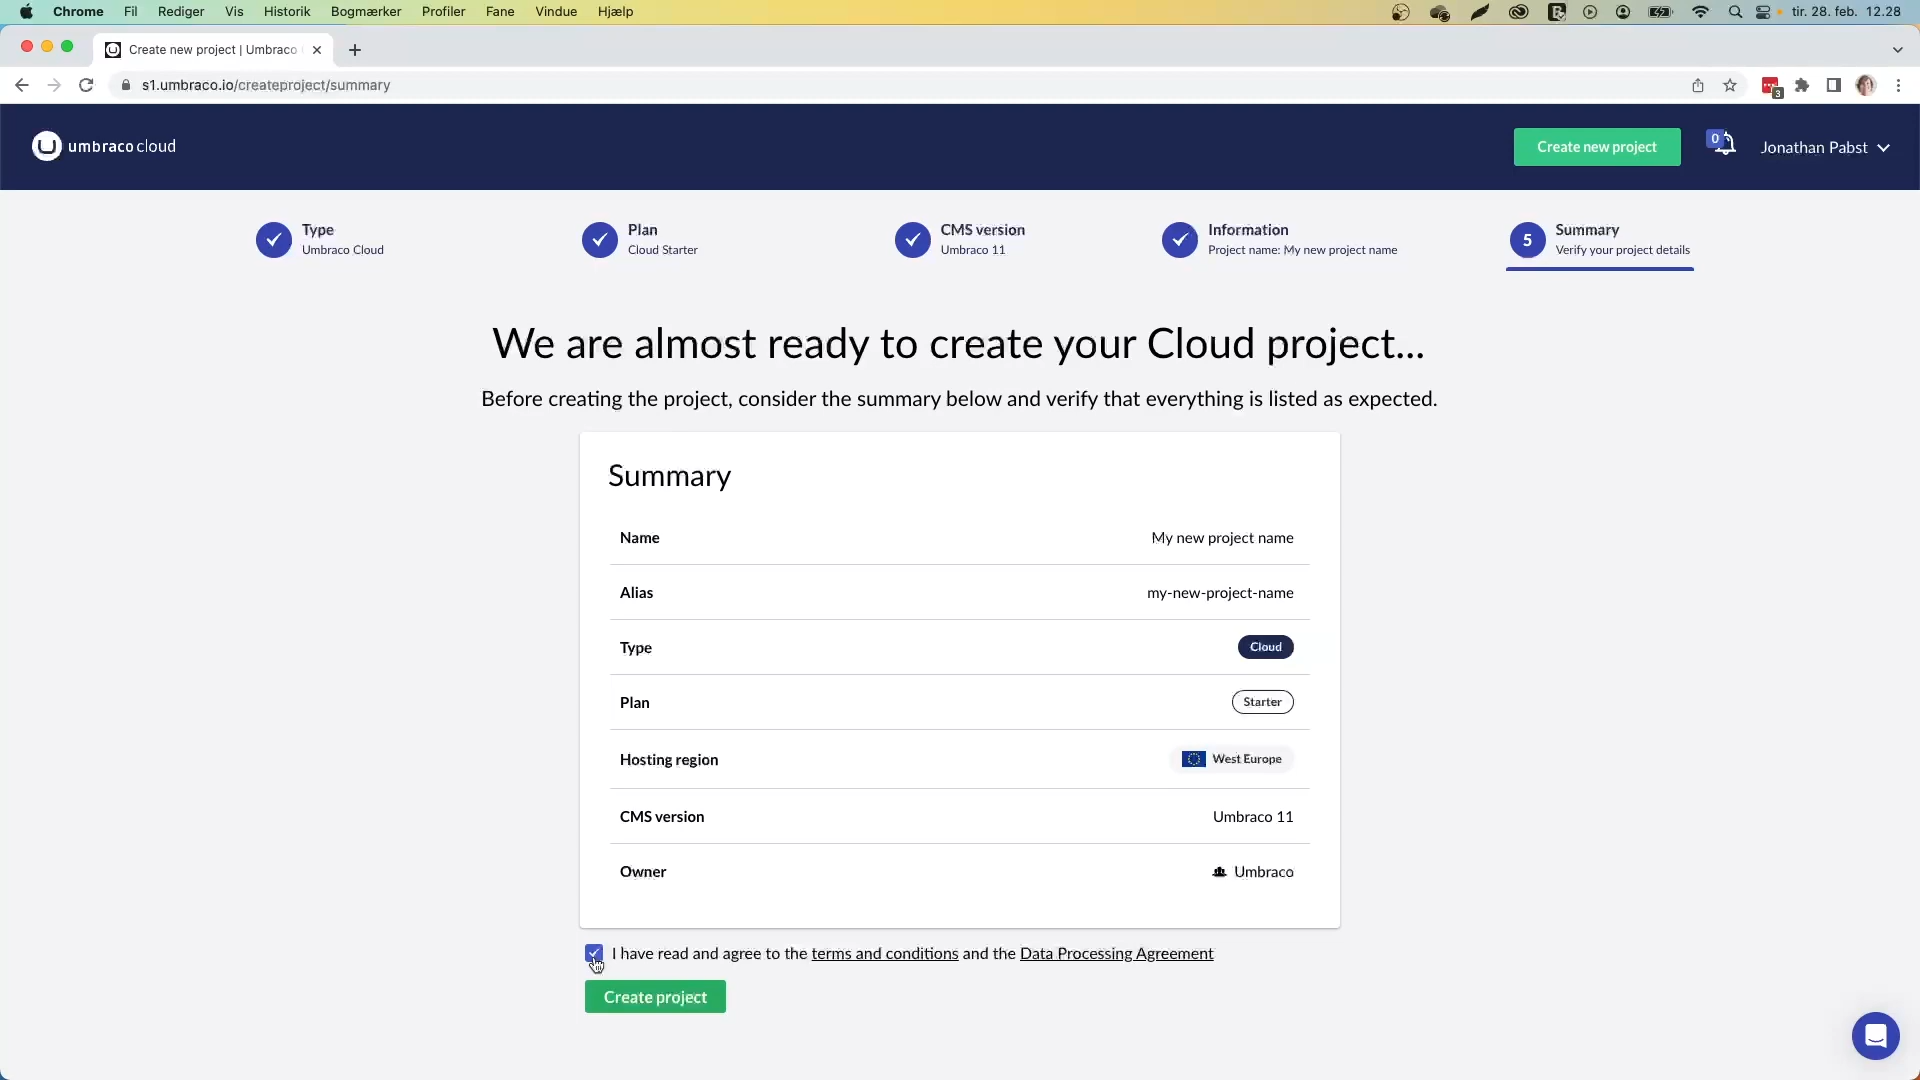 Chrome Fil Rediger Vis Historik Bogmærker Profiler Fane Vindue Hjælp tir. 28. feb. 12.28
Create new project | Umbraco
s1.umbraco.io/createproject/summary 3
umbraco cloud Create new project 0 Jonathan Pabst
Type
Umbraco Cloud
Plan
Cloud Starter
CMS version
Umbraco 11
Information
Project name: My new project name
5 Summary
Verify your project details
We are almost ready to create your Cloud project...
Before creating the project, consider the summary below and verify that everything is listed as expected.
Summary
Name My new project name
Alias my-new-project-name
Type Cloud
Plan Starter
Hosting region West Europe
CMS version Umbraco 11
Owner Umbraco
I have read and agree to the terms and conditions and the Data Processing Agreement
Create project